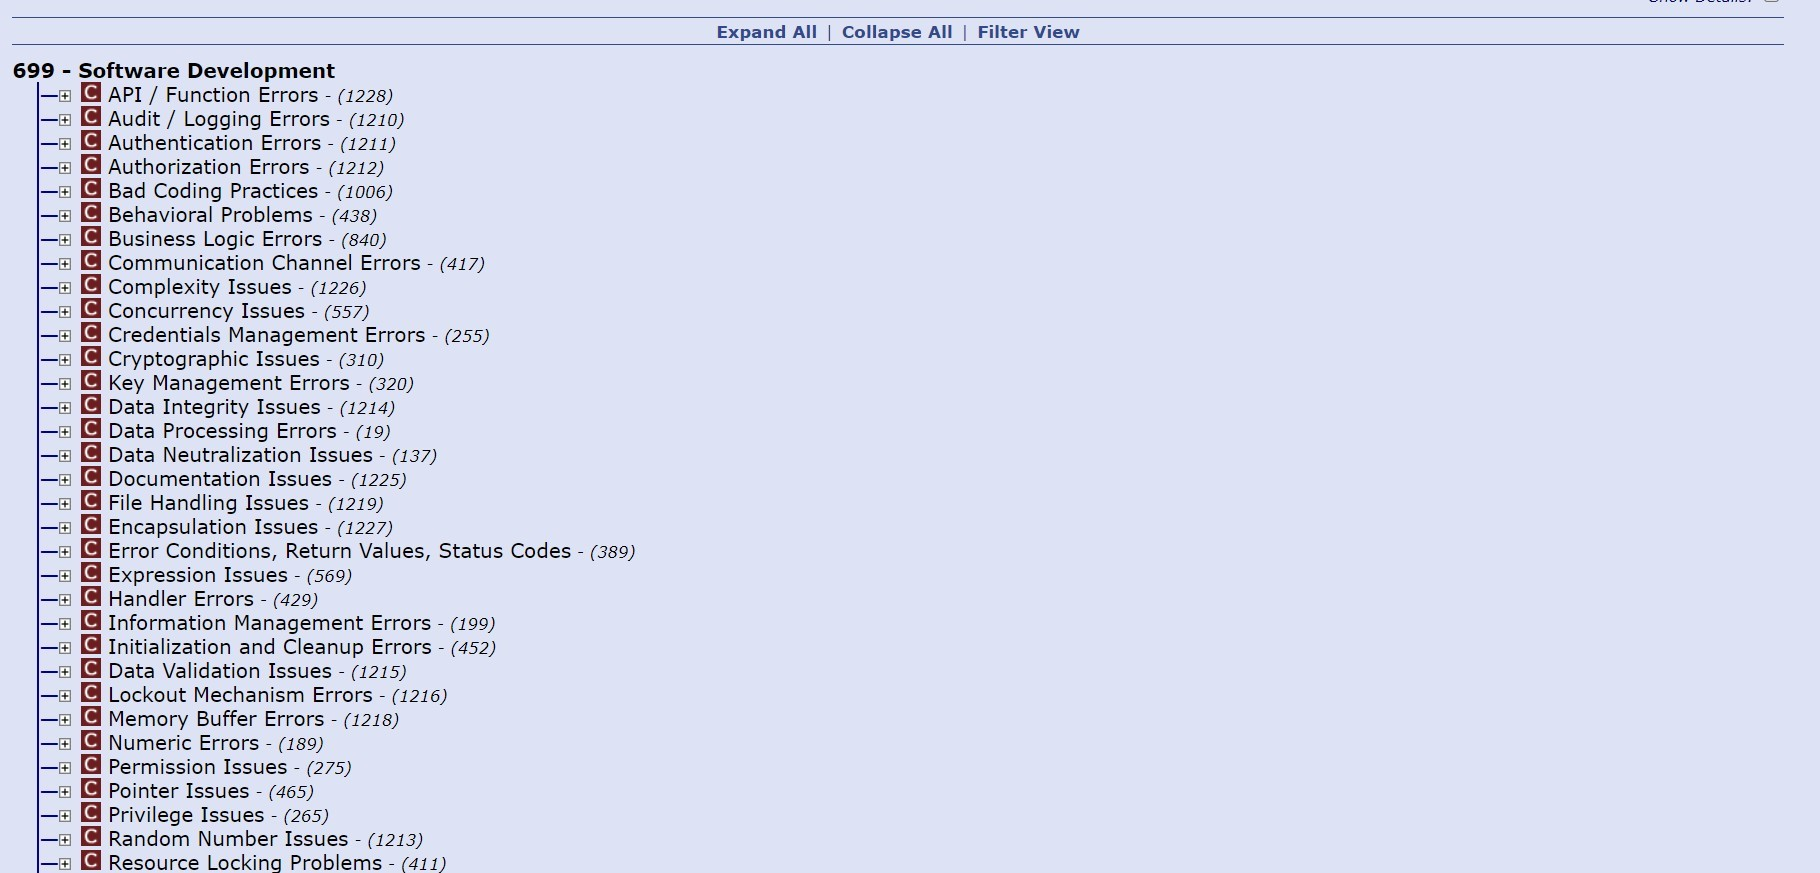 Show Details:
Expand All | Collapse All | Filter View
699 - Software Development
C API / Function Errors - (1228)
C Audit / Logging Errors - (1210)
C Authentication Errors - (1211)
C Authorization Errors - (1212)
C Bad Coding Practices - (1006)
C Behavioral Problems - (438)
C Business Logic Errors - (840)
C Communication Channel Errors - (417)
C Complexity Issues - (1226)
C Concurrency Issues - (557)
C Credentials Management Errors - (255)
C Cryptographic Issues - (310)
C Key Management Errors - (320)
C Data Integrity Issues - (1214)
C Data Processing Errors - (19)
C Data Neutralization Issues - (137)
C Documentation Issues - (1225)
C File Handling Issues - (1219)
C Encapsulation Issues - (1227)
C Error Conditions, Return Values, Status Codes - (389)
C Expression Issues - (569)
C Handler Errors - (429)
C Information Management Errors - (199)
C Initialization and Cleanup Errors - (452)
C Data Validation Issues - (1215)
C Lockout Mechanism Errors - (1216)
C Memory Buffer Errors - (1218)
C Numeric Errors - (189)
C Permission Issues - (275)
C Pointer Issues - (465)
C Privilege Issues - (265)
C Random Number Issues - (1213)
C Resource Locking Problems - (411)